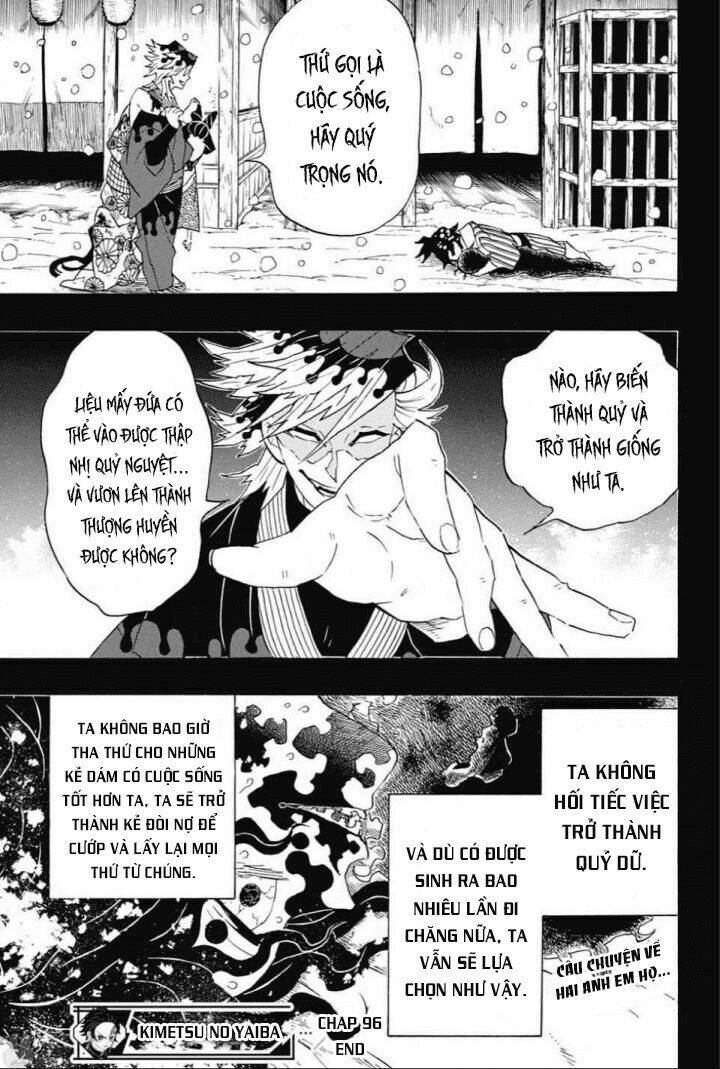 THỨ GỌI LÀ
CUỘC SỐNG,
HÃY QUÝ
TRỌNG NÓ.
NÀO, HÃY BIẾN
THÀNH QUỶ VÀ
TRỞ THÀNH GIỐNG
NHƯ TA.
LIỆU MẤY ĐỨA CÓ
THỂ VÀO ĐƯỢC THẬP
NHỊ QUỶ NGUYỆT...
VÀ VƯƠN LÊN THÀNH
THƯỢNG HUYỀN
ĐƯỢC KHÔNG?
TA KHÔNG
HỐI TIẾC VIỆC
TRỞ THÀNH
QUỶ DỮ.
VÀ DÙ CÓ ĐƯỢC
SINH RA BAO
NHIÊU LẦN ĐI
CHĂNG NỮA, TA
VẪN SẼ LỰA
CHỌN NHƯ VẬY.
TA KHÔNG BAO GIỜ
THA THỨ CHO NHỮNG
KẺ DÁM CÓ CUỘC SỐNG
TỐT HƠN TA, TA SẼ TRỞ
THÀNH KẺ ĐÒI NỢ ĐỂ
CƯỚP VÀ LẤY LẠI MỌI
THỨ TỪ CHÚNG.
CÂU CHUYỆN VỀ
HAI ANH EM HỌ...
KIMETSU NO YAIBA ... CHAP 96
END